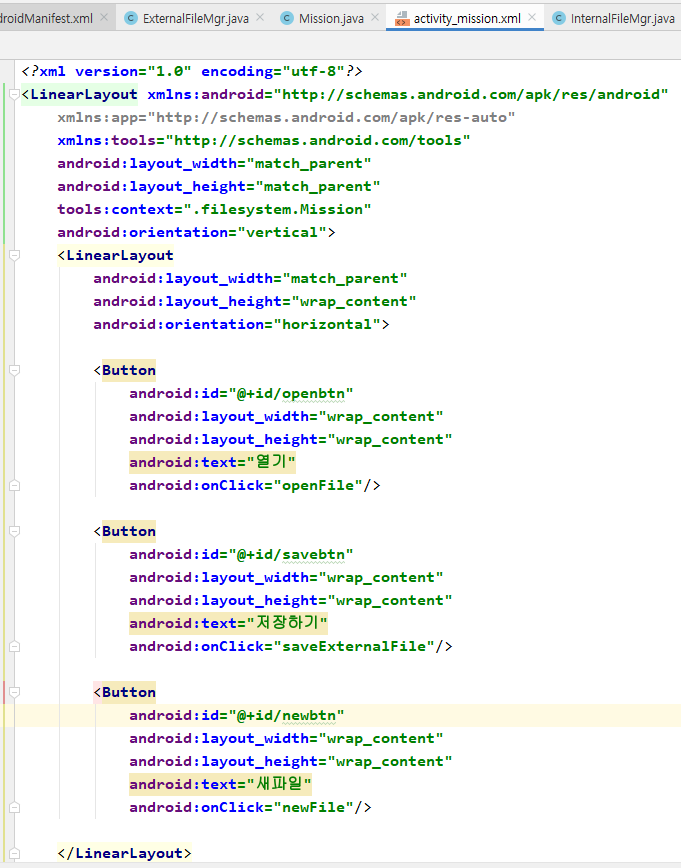 droidManifest.xml ExternalFileMgr.java Mission.java activity_mission.xml InternalFileMgr.java
<?xml version="1.0" encoding="utf-8"?>
<LinearLayout xmlns:android="http://schemas.android.com/apk/res/android"
xmlns:app="http://schemas.android.com/apk/res-auto"
xmlns:tools="http://schemas.android.com/tools"
android:layout_width="match_parent"
android:layout_height="match_parent"
tools:context=".filesystem.Mission"
android:orientation="vertical">
<LinearLayout
android:layout_width="match_parent"
android:layout_height="wrap_content"
android:orientation="horizontal">
<Button
android:id="@+id/openbtn"
android:layout_width="wrap_content"
android:layout_height="wrap_content"
android:text="열기"
android:onClick="openFile"/>
<Button
android:id="@+id/savebtn"
android:layout_width="wrap_content"
android:layout_height="wrap_content"
android:text="저장하기"
android:onClick="saveExternalFile"/>
<Button
android:id="@+id/newbtn"
android:layout_width="wrap_content"
android:layout_height="wrap_content"
android:text="새파일"
android:onClick="newFile"/>
</LinearLayout>